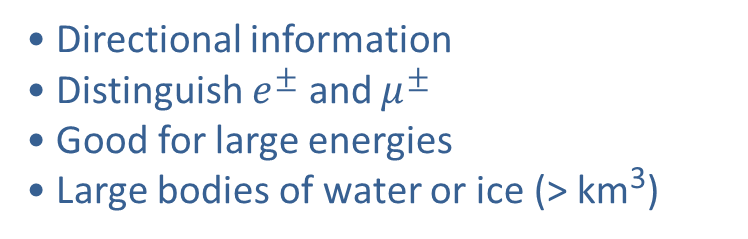 • Directional information
• Distinguish e± and μ±
• Good for large energies
• Large bodies of water or ice (> km³)